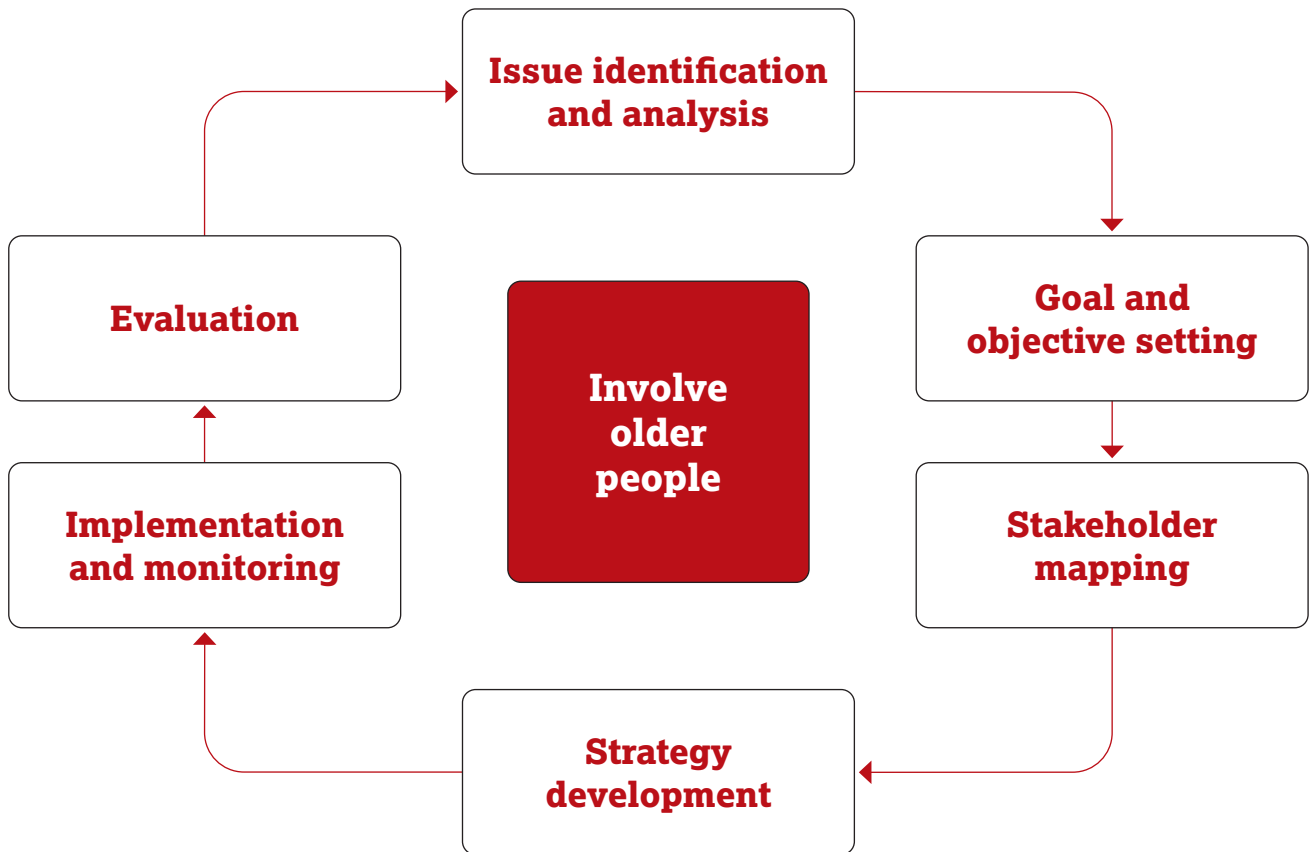 Issue identification
and analysis
Goal and
objective setting
Stakeholder
mapping
Strategy
development
Implementation
and monitoring
Evaluation
Involve
older
people